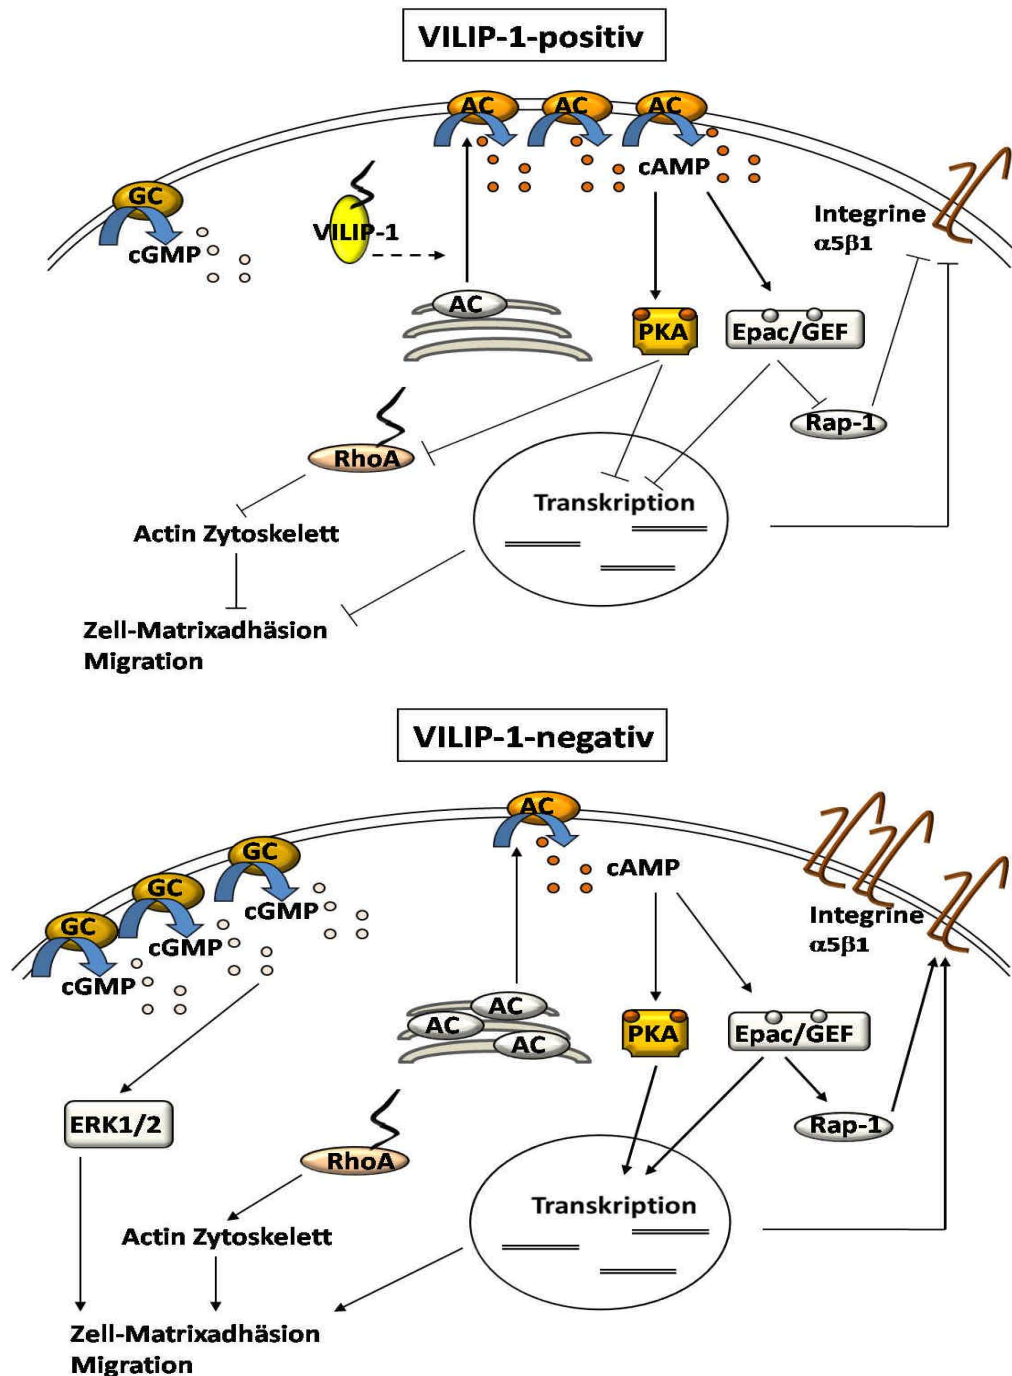 VILIP-1-positiv
AC AC AC
cAMP
GC
cGMP
VILIP-1
Integrine
α5β1
AC
PKA
Epac/GEF
Rap-1
RhoA
Transkription
Actin Zytoskelett
Zell-Matrixadhäsion
Migration
VILIP-1-negativ
AC
GC
cAMP
GC
cGMP
GC
cGMP
cGMP
Integrine
α5β1
AC
AC
AC
PKA
Epac/GEF
ERK1/2
Rap-1
RhoA
Transkription
Actin Zytoskelett
Zell-Matrixadhäsion
Migration